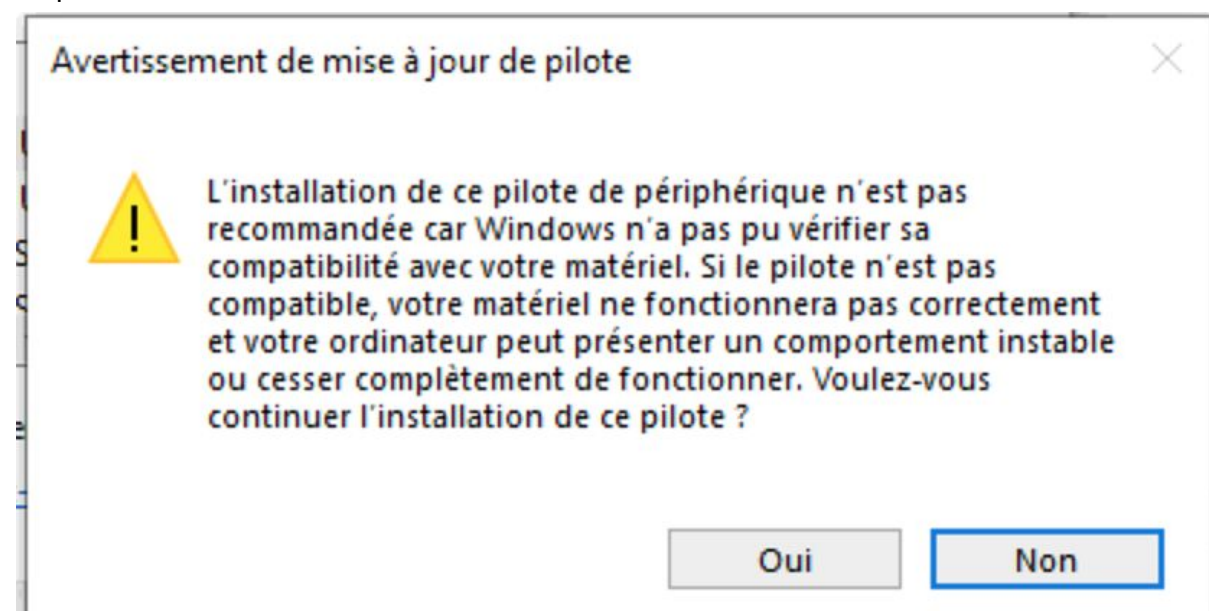 Avertissement de mise à jour de pilote
L'installation de ce pilote de périphérique n'est pas
recommandée car Windows n'a pas pu vérifier sa
compatibilité avec votre matériel. Si le pilote n'est pas
compatible, votre matériel ne fonctionnera pas correctement
et votre ordinateur peut présenter un comportement instable
ou cesser complètement de fonctionner. Voulez-vous
continuer l'installation de ce pilote ?
Oui
Non